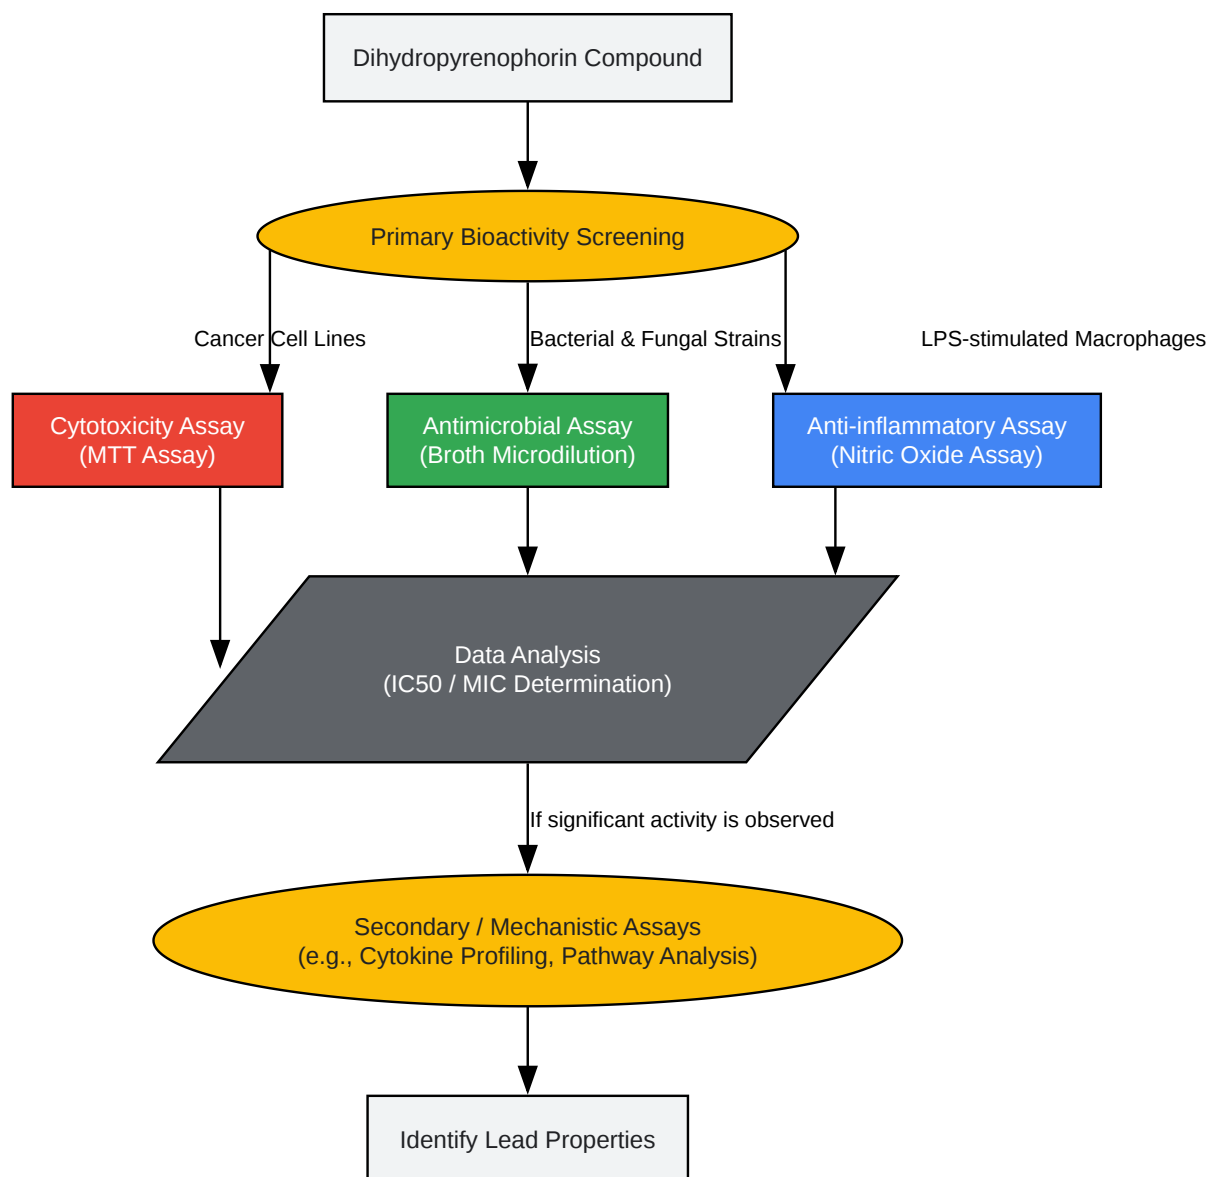 Dihydropyrenophorin Compound
Primary Bioactivity Screening
Cancer Cell Lines
Bacterial & Fungal Strains
LPS-stimulated Macrophages
Cytotoxicity Assay
(MTT Assay)
Antimicrobial Assay
(Broth Microdilution)
Anti-inflammatory Assay
(Nitric Oxide Assay)
Data Analysis
(IC50 / MIC Determination)
If significant activity is observed
Secondary / Mechanistic Assays
(e.g., Cytokine Profiling, Pathway Analysis)
Identify Lead Properties